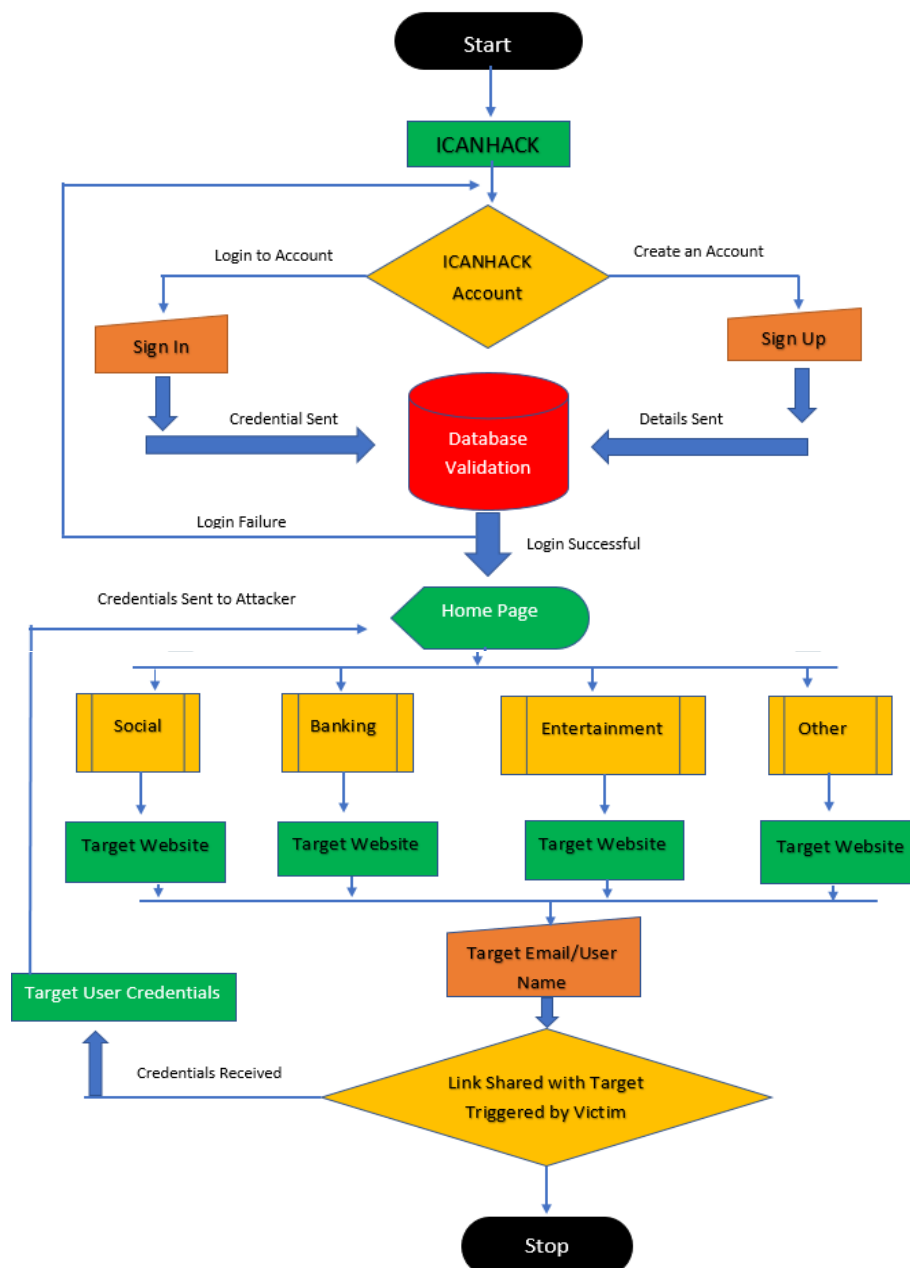 Start
ICANHACK
Login to Account
Create an Account
ICANHACK
Account
Sign In
Sign Up
Credential Sent
Database
Validation
Details Sent
Login Failure
Login Successful
Credentials Sent to Attacker
Home Page
Social
Banking
Entertainment
Other
Target Website
Target Website
Target Website
Target Website
Target Email/User
Name
Target User Credentials
Credentials Received
Link Shared with Target
Triggered by Victim
Stop